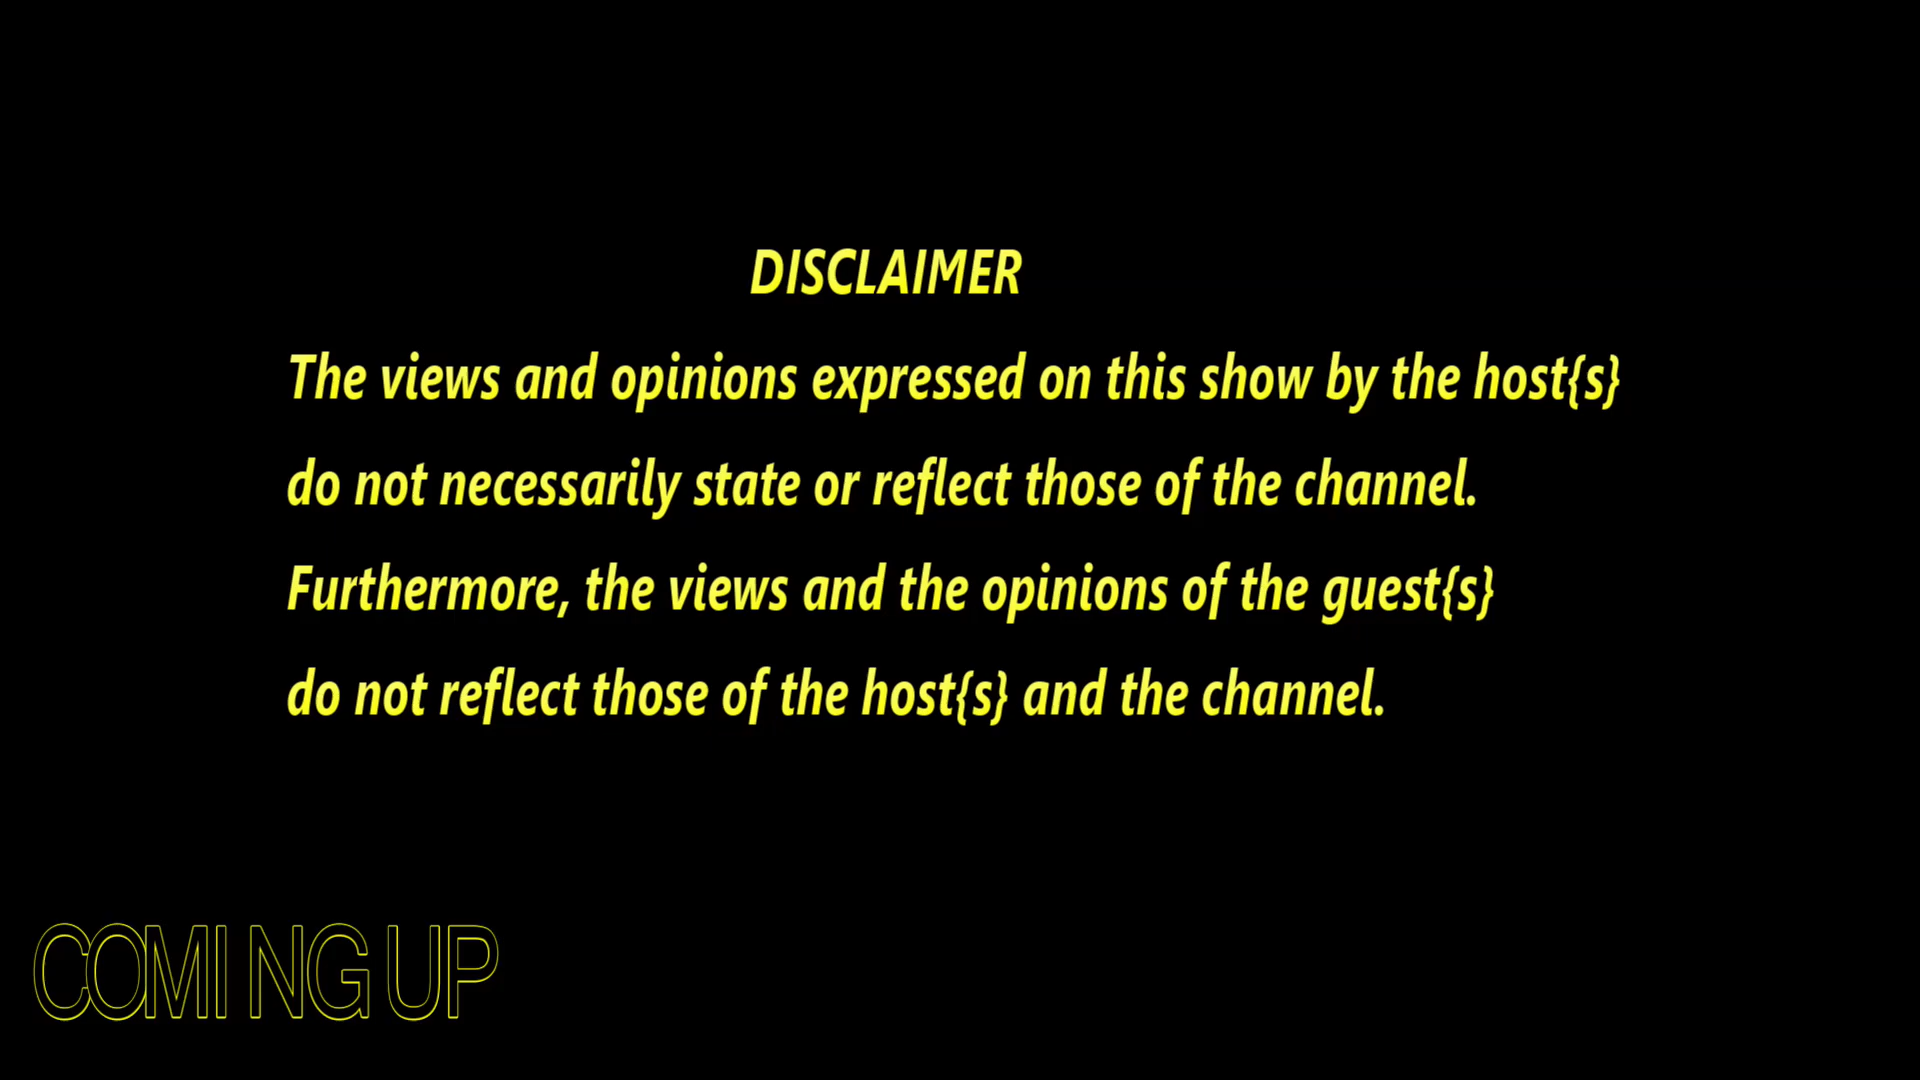 DISCLAIMER
The views and opinions expressed on this show by the host{s}
do not necessarily state or reflect those of the channel.
Furthermore, the views and the opinions of the guest{s}
do not reflect those of the host{s} and the channel.
COMING UP